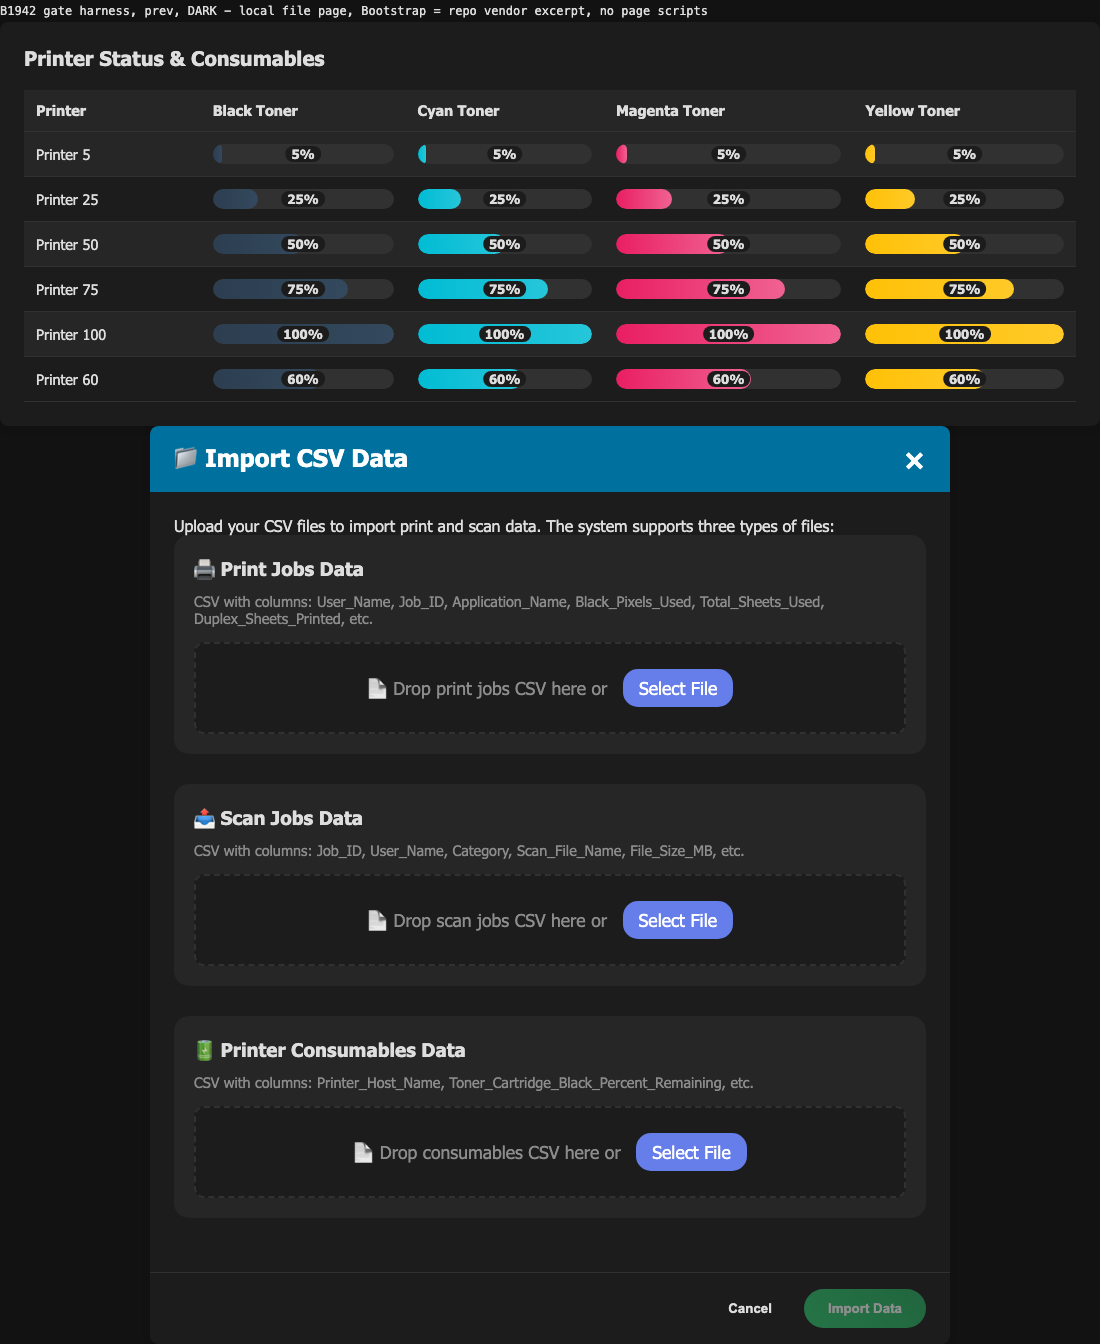 B1942 gate harness, prev, DARK - local file page, Bootstrap = repo vendor excerpt, no page scripts
Printer Status & Consumables
Printer Black Toner Cyan Toner Magenta Toner Yellow Toner
Printer 5 5% 5% 5% 5%
Printer 25 25% 25% 25% 25%
Printer 50 50% 50% 50% 50%
Printer 75 75% 75% 75% 75%
Printer 100 100% 100% 100% 100%
Printer 60 60% 60% 60% 60%
Import CSV Data
Upload your CSV files to import print and scan data. The system supports three types of files:
Print Jobs Data
CSV with columns: User_Name, Job_ID, Application_Name, Black_Pixels_Used, Total_Sheets_Used,
Duplex_Sheets_Printed, etc.
Drop print jobs CSV here or Select File
Scan Jobs Data
CSV with columns: Job_ID, User_Name, Category, Scan_File_Name, File_Size_MB, etc.
Drop scan jobs CSV here or Select File
Printer Consumables Data
CSV with columns: Printer_Host_Name, Toner_Cartridge_Black_Percent_Remaining, etc.
Drop consumables CSV here or Select File
Cancel Import Data